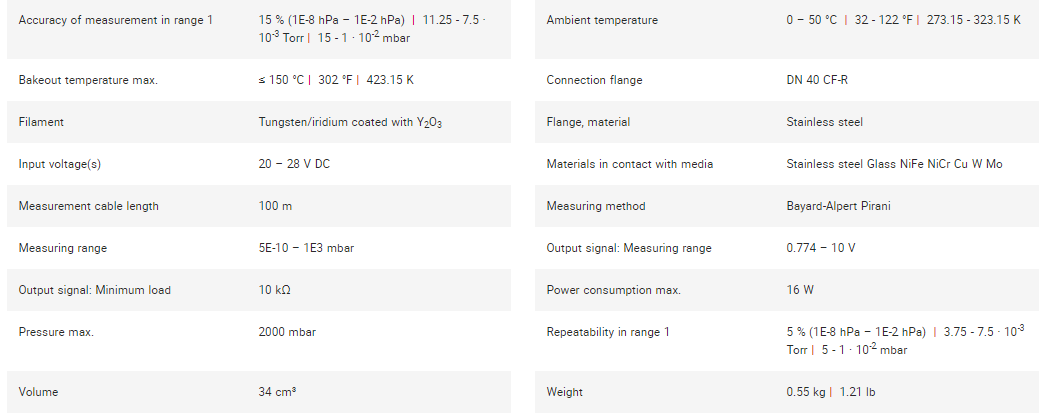 Accuracy of measurement in range 1
15 % (1E-8 hPa – 1E-2 hPa) | 11.25 - 7.5 ·
10⁻³ Torr | 15 - 1 · 10⁻² mbar
Ambient temperature
0 – 50 °C | 32 - 122 °F | 273.15 - 323.15 K
Bakeout temperature max.
≤ 150 °C | 302 °F | 423.15 K
Connection flange
DN 40 CF-R
Filament
Tungsten/iridium coated with Y₂O₃
Flange, material
Stainless steel
Input voltage(s)
20 – 28 V DC
Materials in contact with media
Stainless steel Glass NiFe NiCr Cu W Mo
Measurement cable length
100 m
Measuring method
Bayard-Alpert Pirani
Measuring range
5E-10 – 1E3 mbar
Output signal: Measuring range
0.774 – 10 V
Output signal: Minimum load
10 kΩ
Power consumption max.
16 W
Pressure max.
2000 mbar
Repeatability in range 1
5 % (1E-8 hPa – 1E-2 hPa) | 3.75 - 7.5 · 10⁻³
Torr | 5 - 1 · 10⁻² mbar
Volume
34 cm³
Weight
0.55 kg | 1.21 lb